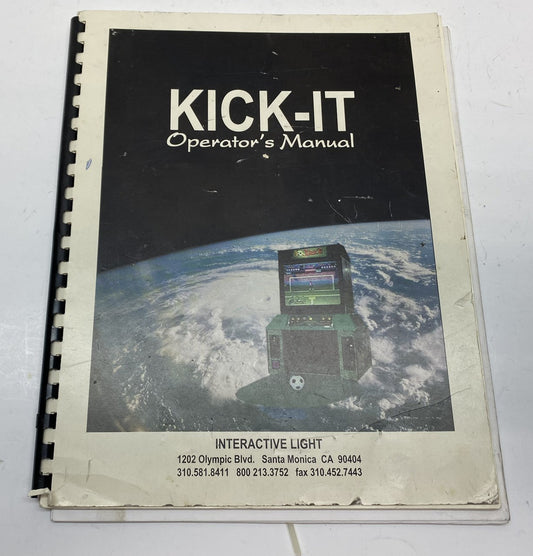 KICK-IT
Operator's Manual
INTERACTIVE LIGHT
1202 Olympic Blvd. Santa Monica CA 90404
310.581.8411 800 213.3752 fax 310.452.7443